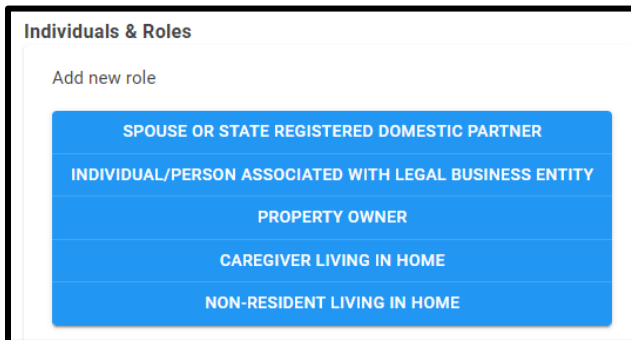 Individuals & Roles
Add new role
SPOUSE OR STATE REGISTERED DOMESTIC PARTNER
INDIVIDUAL/PERSON ASSOCIATED WITH LEGAL BUSINESS ENTITY
PROPERTY OWNER
CAREGIVER LIVING IN HOME
NON-RESIDENT LIVING IN HOME